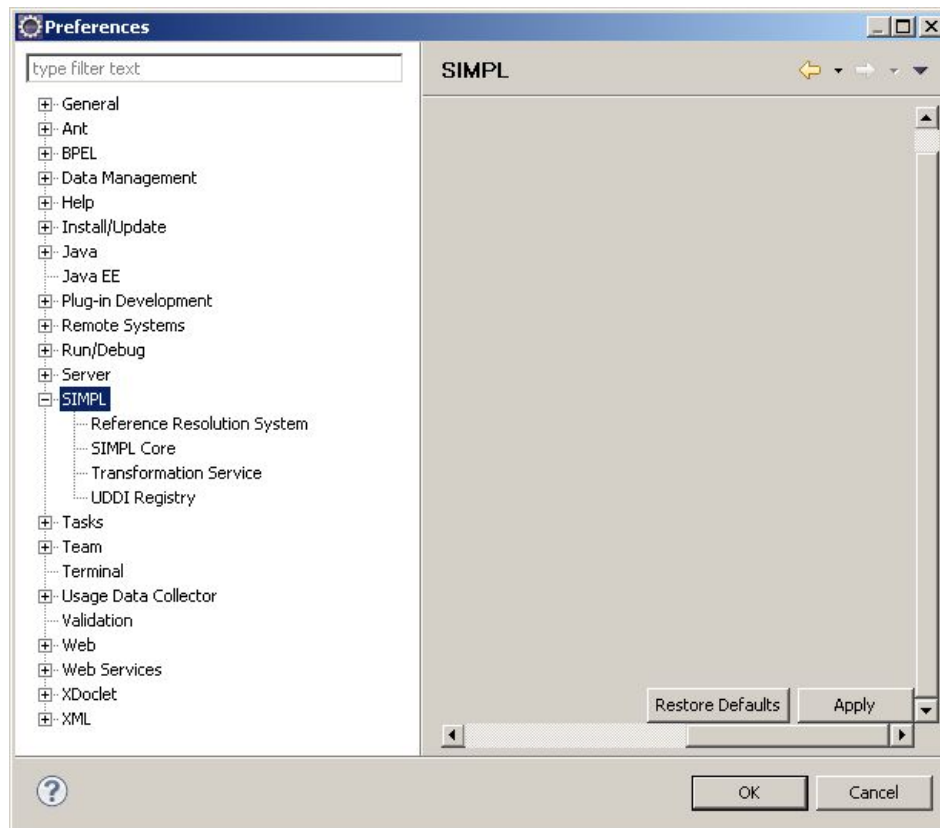 Preferences
type filter text
SIMPL
General
Ant
BPEL
Data Management
Help
Install/Update
Java
Java EE
Plug-in Development
Remote Systems
Run/Debug
Server
SIMPL
Reference Resolution System
SIMPL Core
Transformation Service
UDDI Registry
Tasks
Team
Terminal
Usage Data Collector
Validation
Web
Web Services
XDoclet
XML
Restore Defaults
Apply
OK
Cancel